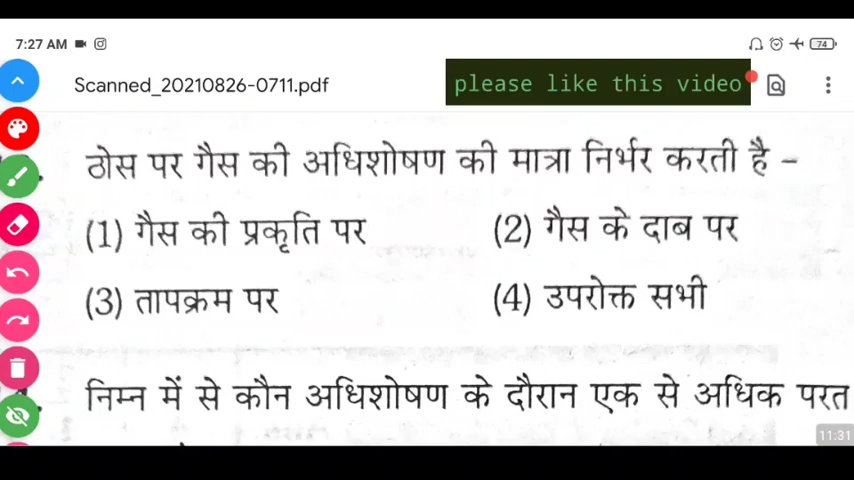 7:27 AM
74
Scanned_20210826-0711.pdf
please like this video
ठोस पर गैस की अधिशोषण की मात्रा निर्भर करती है –
(1) गैस की प्रकृति पर
(2) गैस के दाब पर
(3) तापक्रम पर
(4) उपरोक्त सभी
निम्न में से कौन अधिशोषण के दौरान एक से अधिक परत
11:31